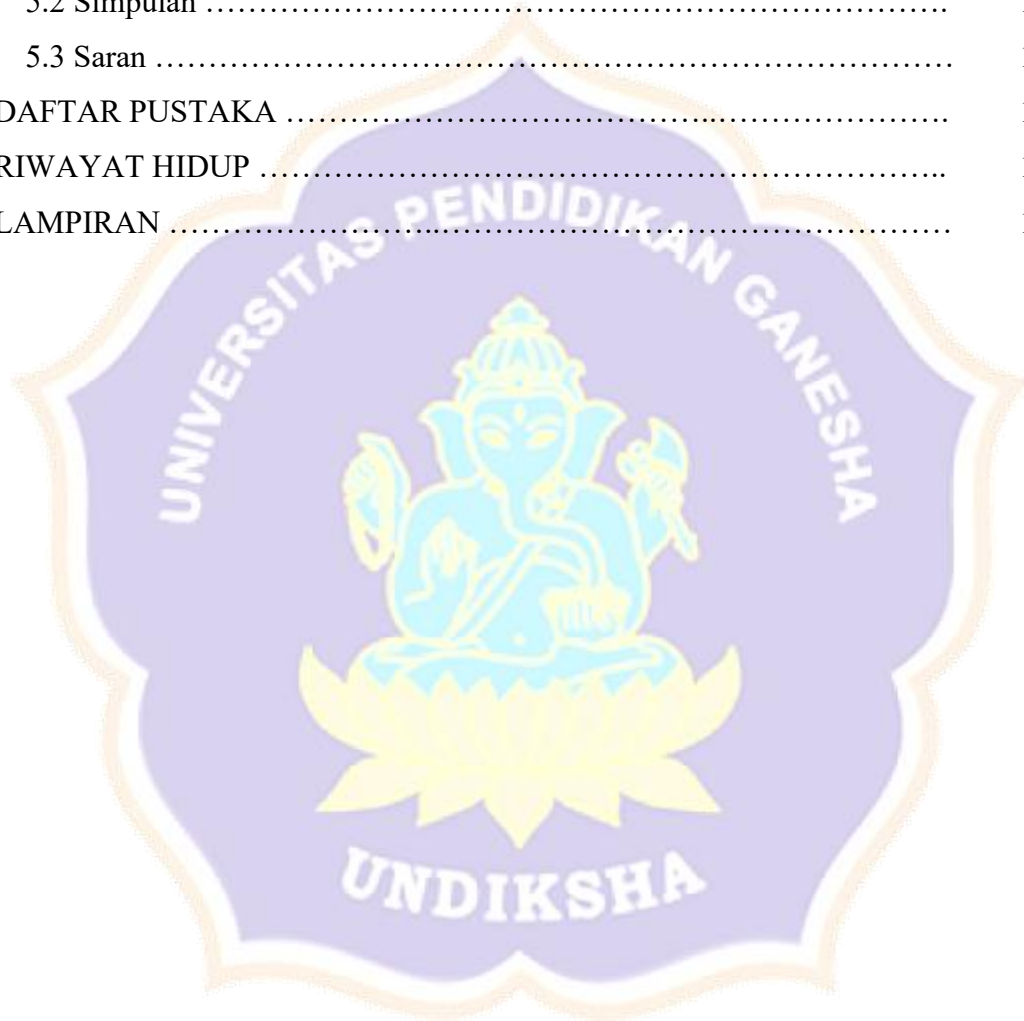 5.2 Simpulan ……………………………………………………………….
5.3 Saran ……………………………………………………………………
DAFTAR PUSTAKA ……………………………………..………………….
RIWAYAT HIDUP …………………………………………………………..
LAMPIRAN …………………………………………………………………
UNIVERSITAS PENDIDIKAN GANESHA
UNDIKSHA